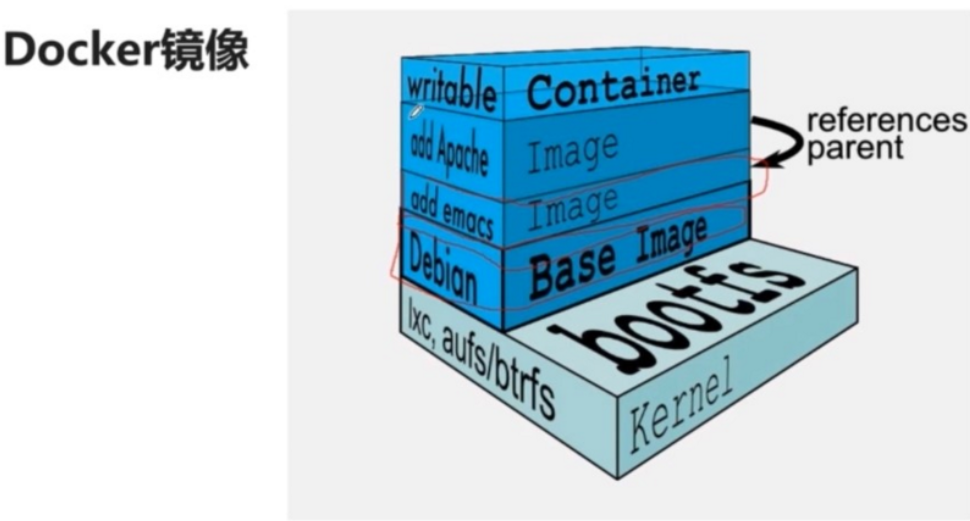 Docker镜像
writable
Container
add Apache
Image
references
parent
add emacs
Image
Debian
Base Image
bootfs
lxc, aufs/btrfs
Kernel